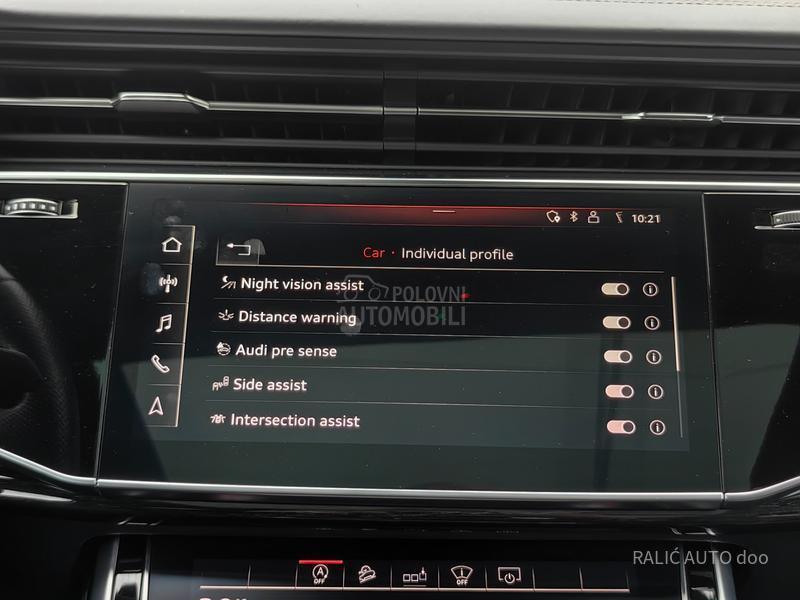 10:21
Car · Individual profile
Night vision assist
POLOVNI
AUTOMOBILI
Distance warning
Audi pre sense
Side assist
Intersection assist
RALIĆ AUTO doo
A
OFF
OFF